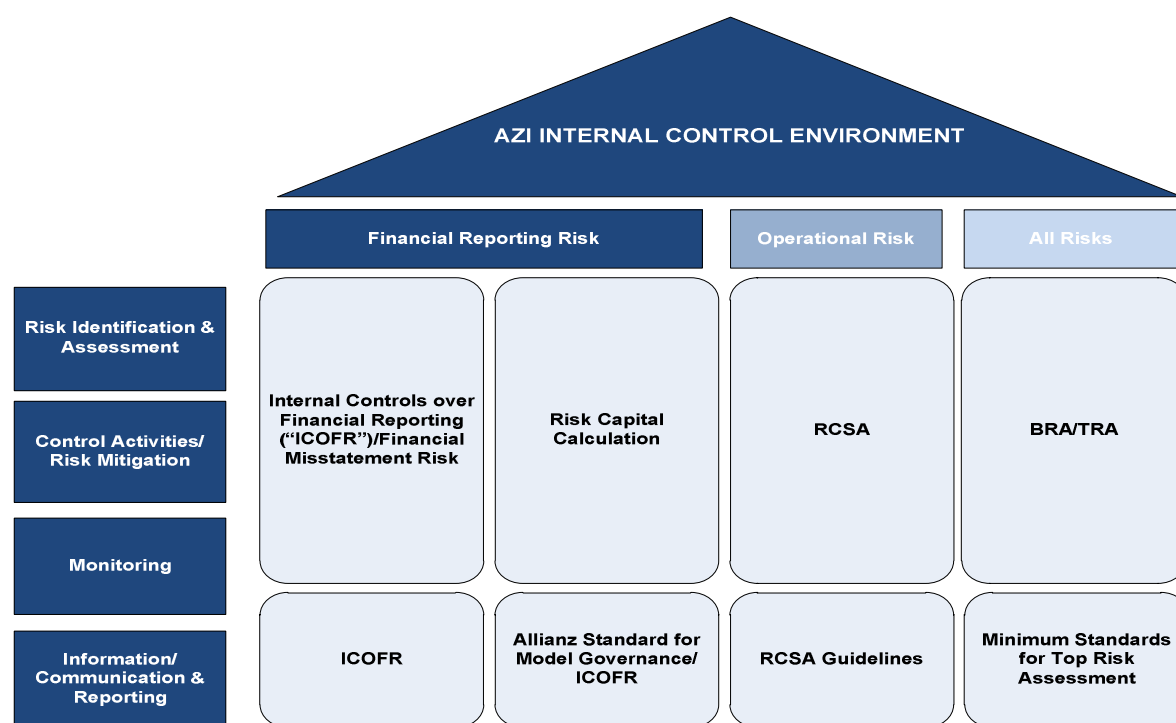 AZI INTERNAL CONTROL ENVIRONMENT
Financial Reporting Risk
Operational Risk
All Risks
Risk Identification &
Assessment
Control Activities/
Risk Mitigation
Monitoring
Information/
Communication &
Reporting
Internal Controls over
Financial Reporting
(“ICOFR”)/Financial
Misstatement Risk
Risk Capital
Calculation
RCSA
BRA/TRA
ICOFR
Allianz Standard for
Model Governance/
ICOFR
RCSA Guidelines
Minimum Standards
for Top Risk
Assessment